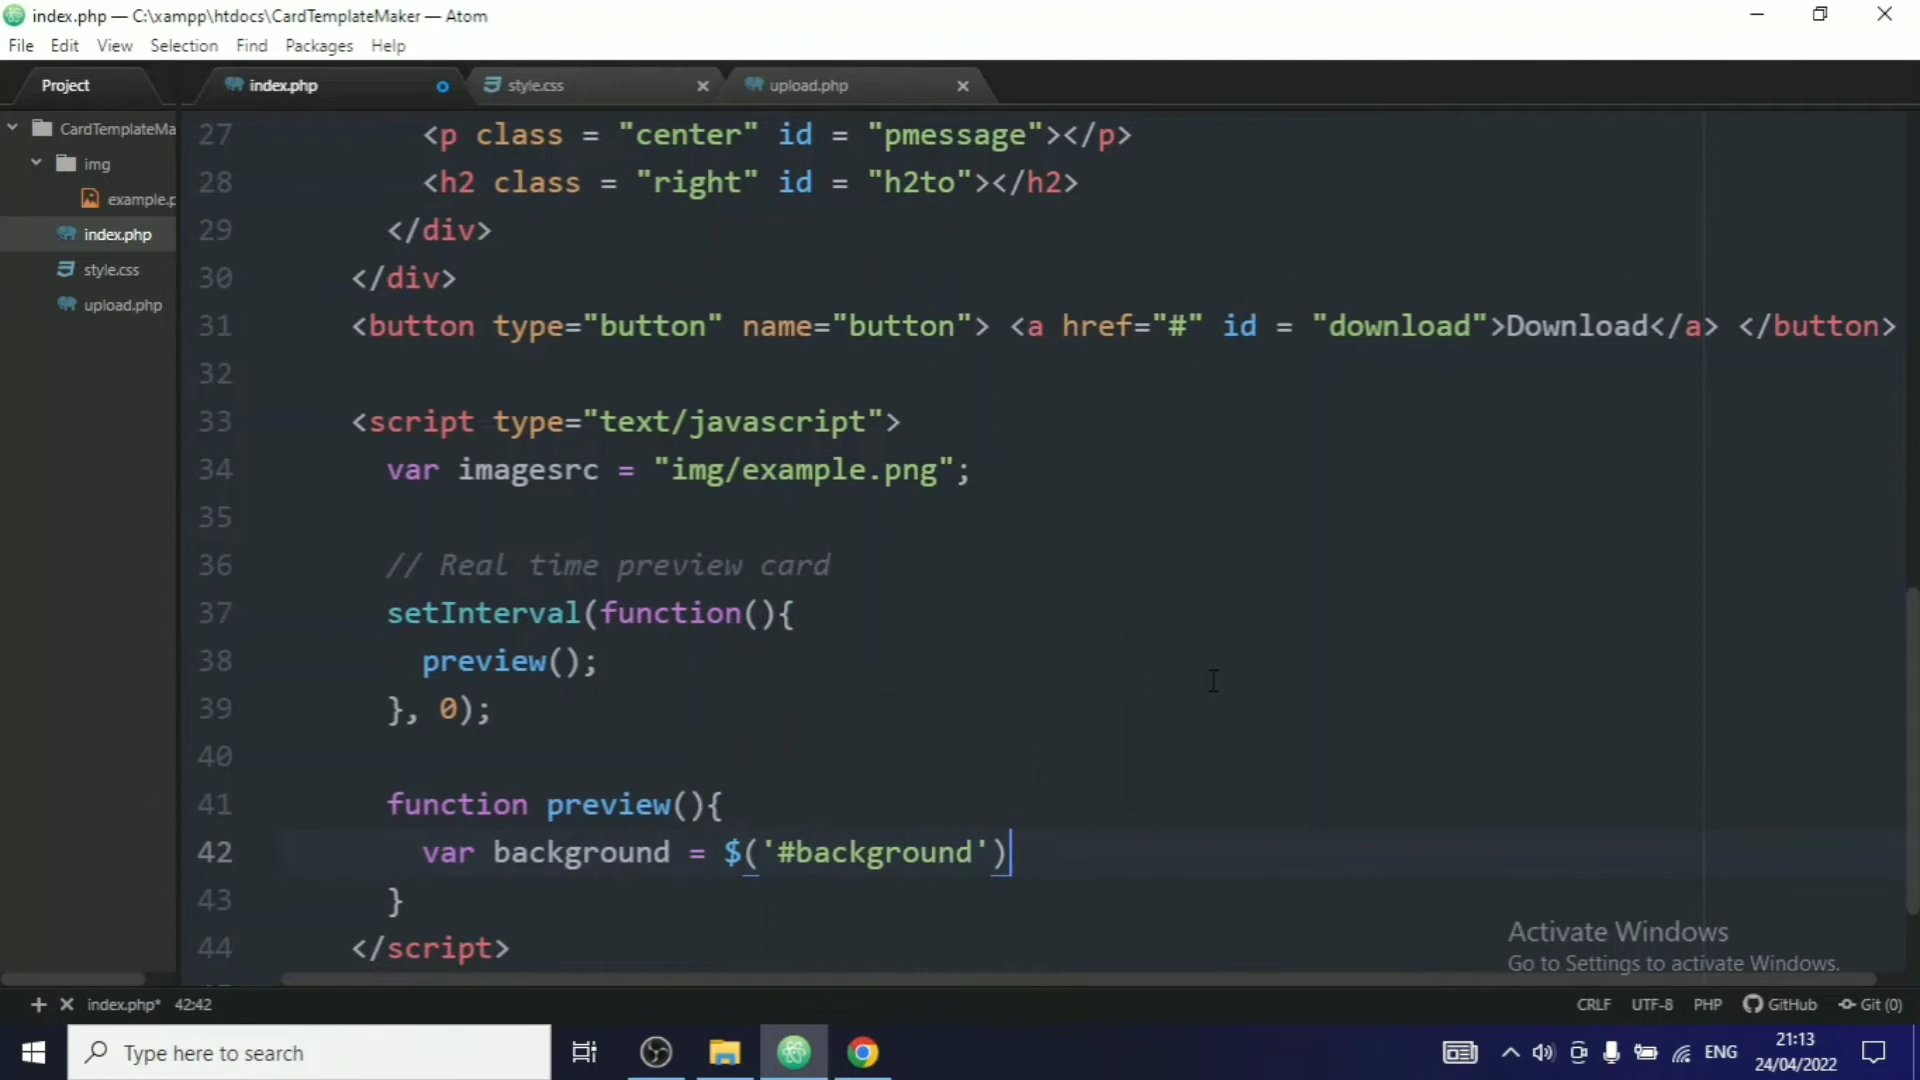 index.php — C:\xampp\htdocs\CardTemplateMaker — Atom
File Edit View Selection Find Packages Help
Project index.php style.css upload.php
CardTemplateMa
img
example.p
index.php
style.css
upload.php
27 <p class = "center" id = "pmessage"></p>
28 <h2 class = "right" id = "h2to"></h2>
29 </div>
30 </div>
31 <button type="button" name="button"> <a href="#" id = "download">Download</a> </button>
32
33 <script type="text/javascript">
34 var imagesrc = "img/example.png";
35
36 // Real time preview card
37 setInterval(function(){
38 preview();
39 }, 0);
40
41 function preview(){
42 var background = $('#background')
43 }
44 </script>
Activate Windows
Go to Settings to activate Windows.
index.php* 42:42 CRLF UTF-8 PHP GitHub Git (0)
Type here to search
ENG
21:13
24/04/2022